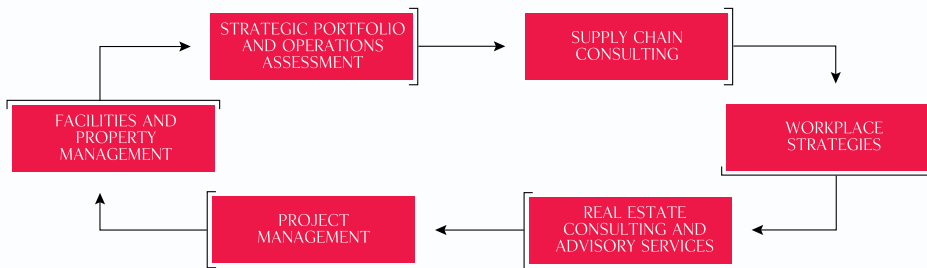 STRATEGIC PORTFOLIO
AND OPERATIONS
ASSESSMENT
SUPPLY CHAIN
CONSULTING
WORKPLACE
STRATEGIES
REAL ESTATE
CONSULTING AND
ADVISORY SERVICES
PROJECT
MANAGEMENT
FACILITIES AND
PROPERTY
MANAGEMENT